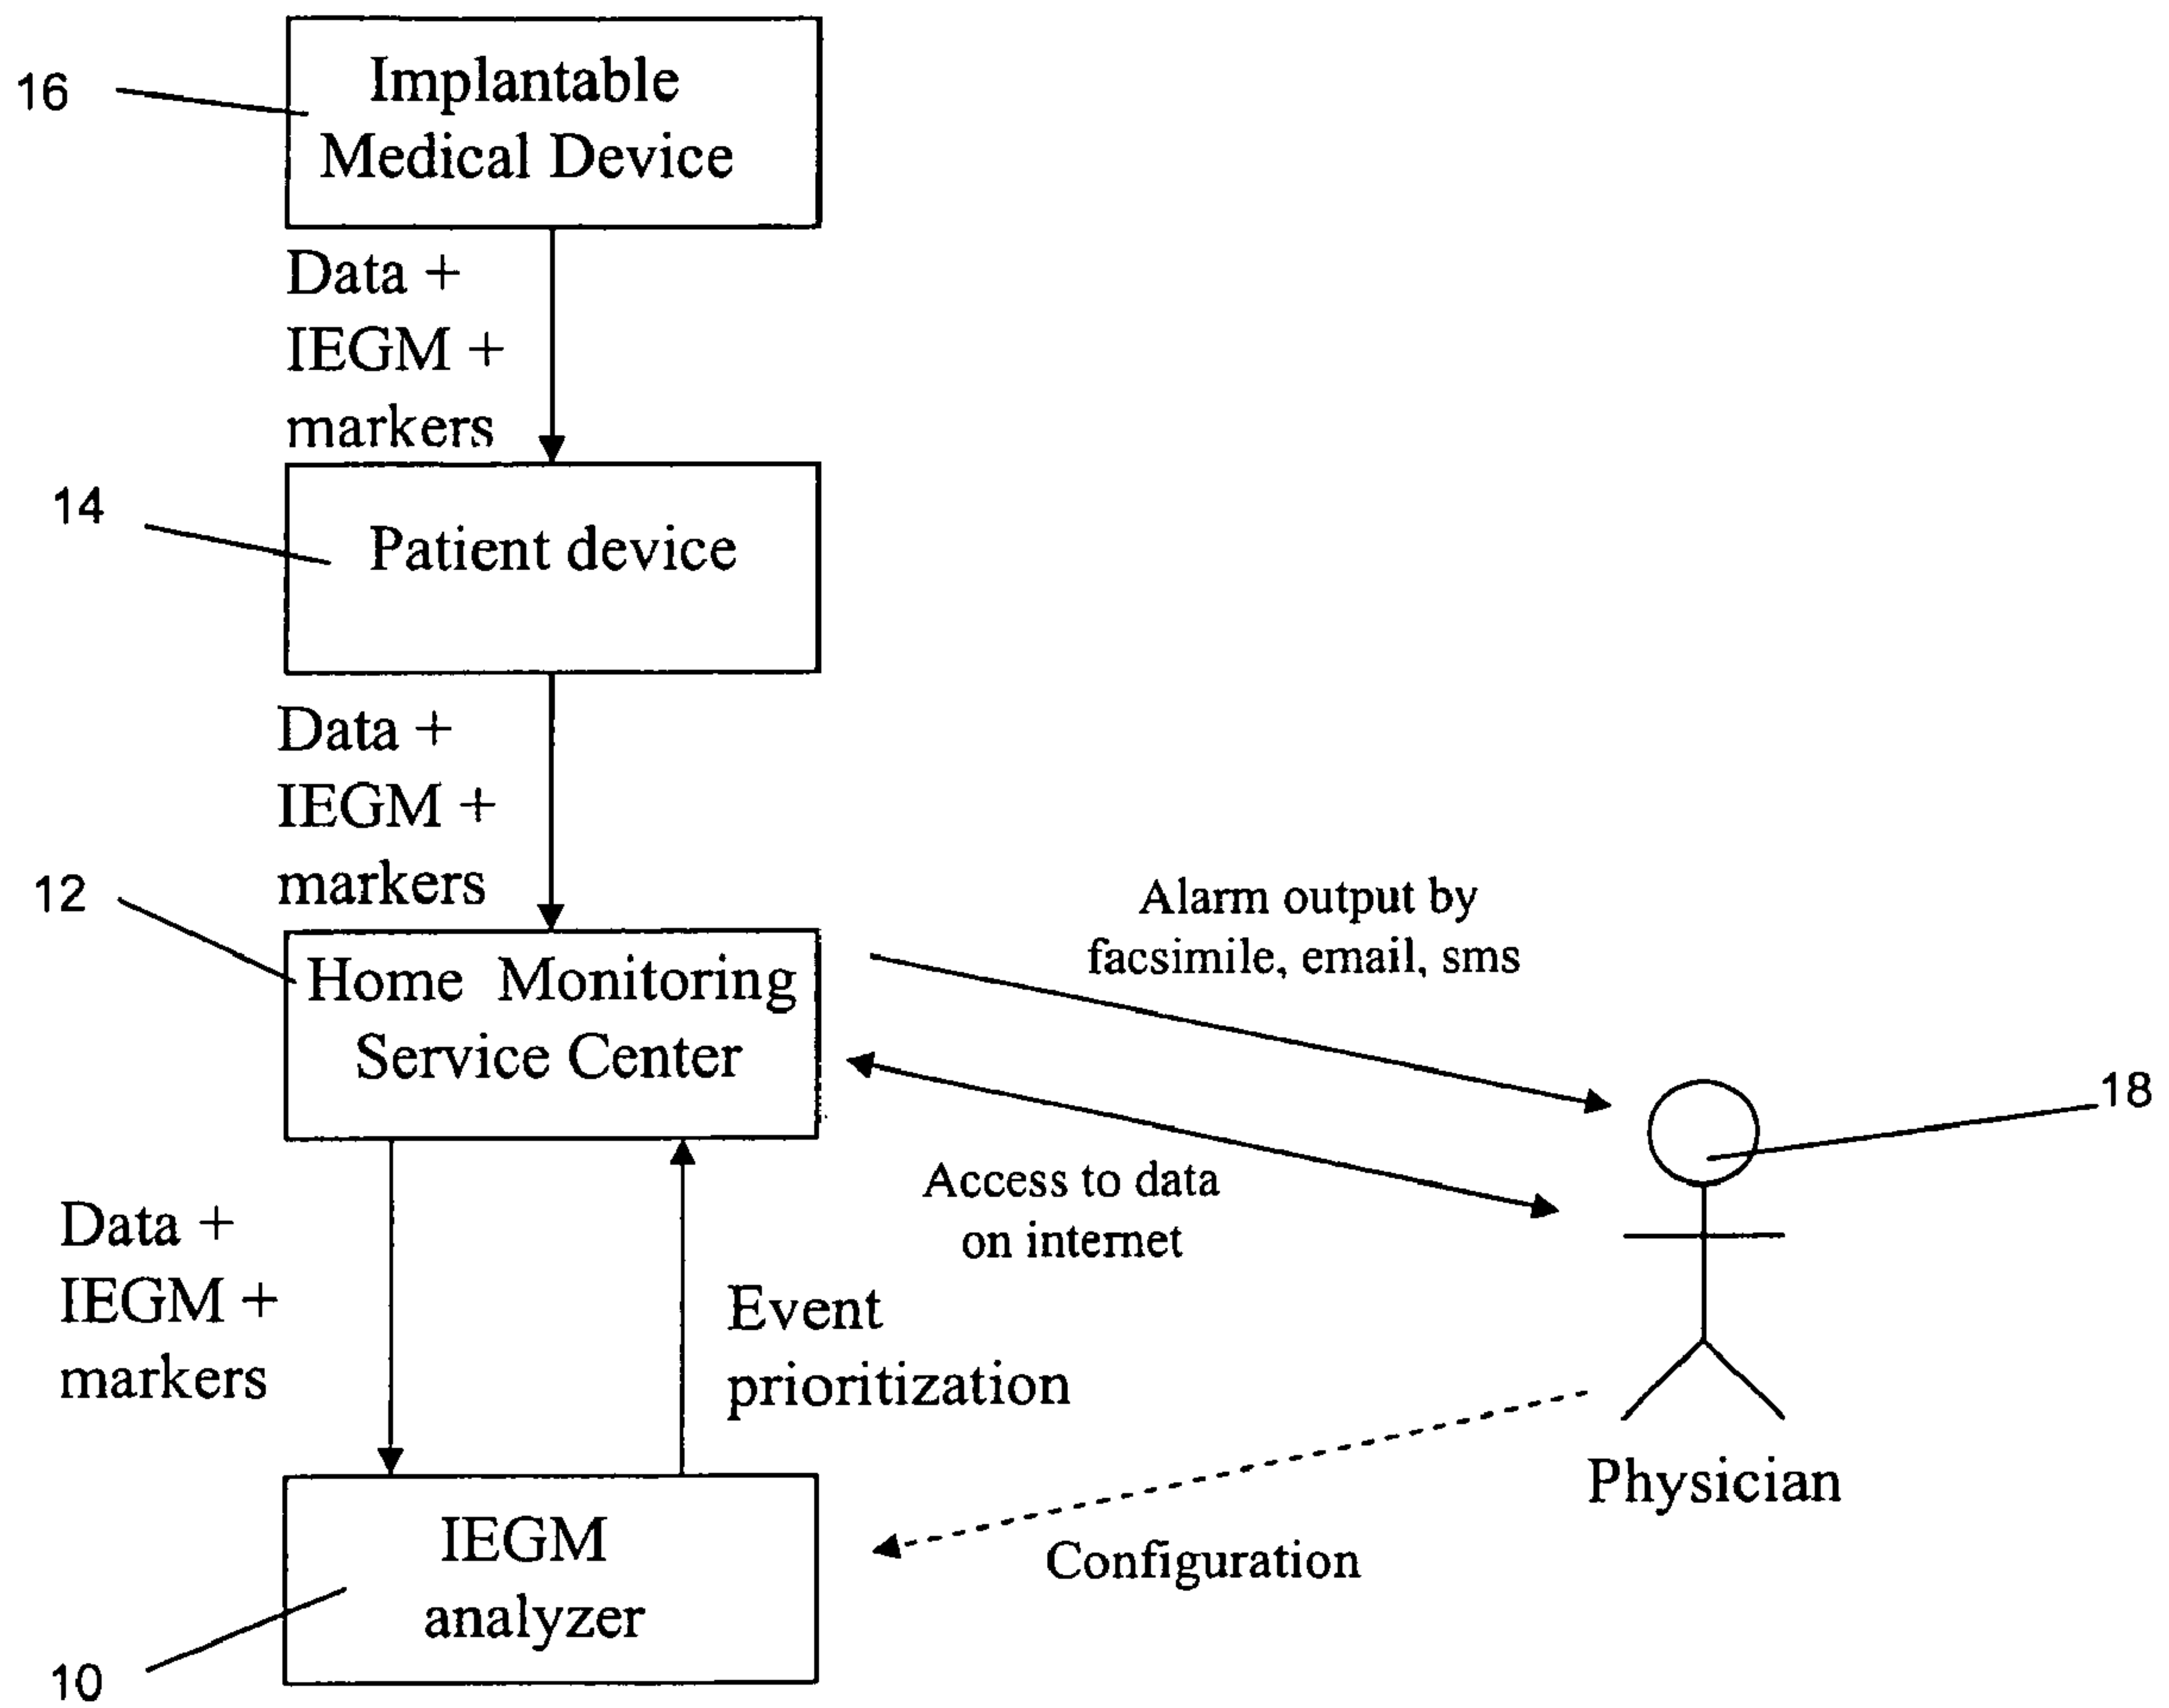 16
Implantable
Medical Device
Data +
IEGM +
markers
14
Patient device
Data +
IEGM +
markers
12
Home Monitoring
Service Center
Alarm output by
facsimile, email, sms
18
Access to data
on internet
Data +
IEGM +
markers
Event
prioritization
Physician
Configuration
IEGM
analyzer
10